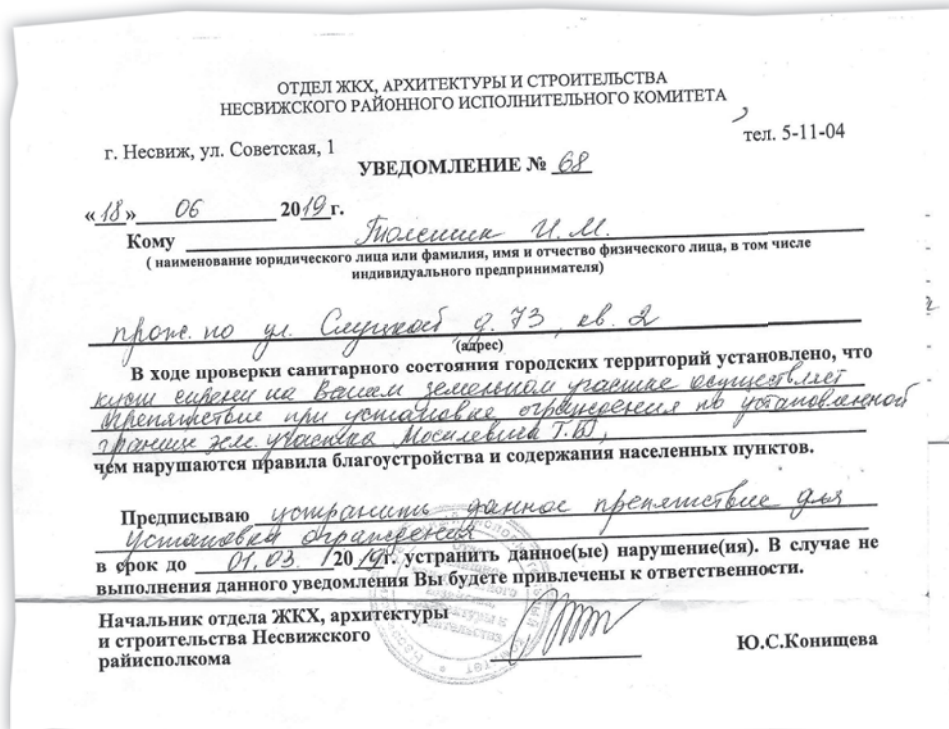 ОТДЕЛ ЖКХ, АРХИТЕКТУРЫ И СТРОИТЕЛЬСТВА
НЕСВИЖСКОГО РАЙОННОГО ИСПОЛНИТЕЛЬНОГО КОМИТЕТА
г. Несвиж, ул. Советская, 1
тел. 5-11-04
УВЕДОМЛЕНИЕ № 68
«18» 06 2019 г.
Кому И.М.
( наименование юридического лица или фамилия, имя и отчество физического лица, в том числе
индивидуального предпринимателя)
прож. по ул. Слуцкой, д. 73, кв. 2
(адрес)
В ходе проверки санитарного состояния городских территорий установлено, что
кусты сирени на Вашем земельном участке осуществляет
препятствие при установке ограждения по установленной
границе зем. участка Мосилевича Т.В.,
чем нарушаются правила благоустройства и содержания населенных пунктов.
Предписываю устранить данное препятствие для
установки ограждения
в срок до 01.03. 2019г. устранить данное(ые) нарушение(ия). В случае не
выполнения данного уведомления Вы будете привлечены к ответственности.
Начальник отдела ЖКХ, архитектуры
и строительства Несвижского
райисполкома
Ю.С.Конищева